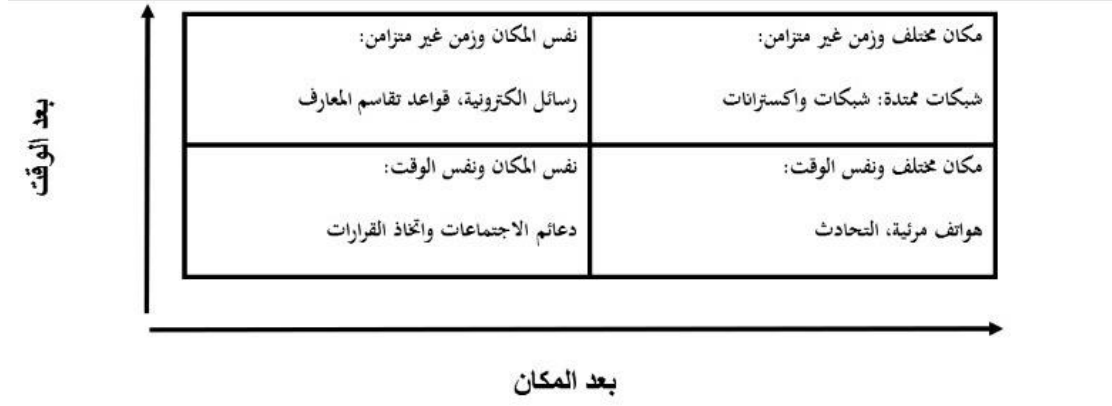 مكان مختلف وزمن غير متزامن:
شبكات ممتدة: شبكات واكسترانات
نفس المكان وزمن غير متزامن:
رسائل الكترونية، قواعد تقاسم المعارف
مكان مختلف ونفس الوقت:
هواتف مرئية، التحادث
نفس المكان ونفس الوقت:
دعائم الاجتماعات واتخاذ القرارات
بعد الوقت
بعد المكان